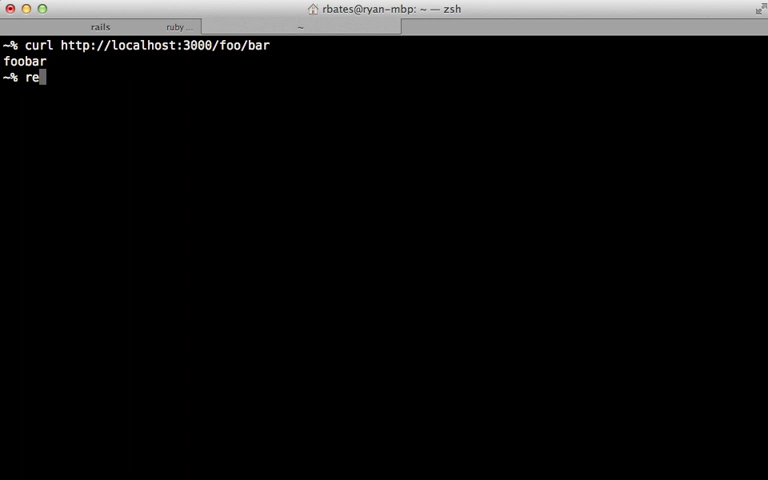 rbates@ryan-mbp: ~ — zsh
rails ruby ... ~
~% curl http://localhost:3000/foo/bar
foobar
~% re